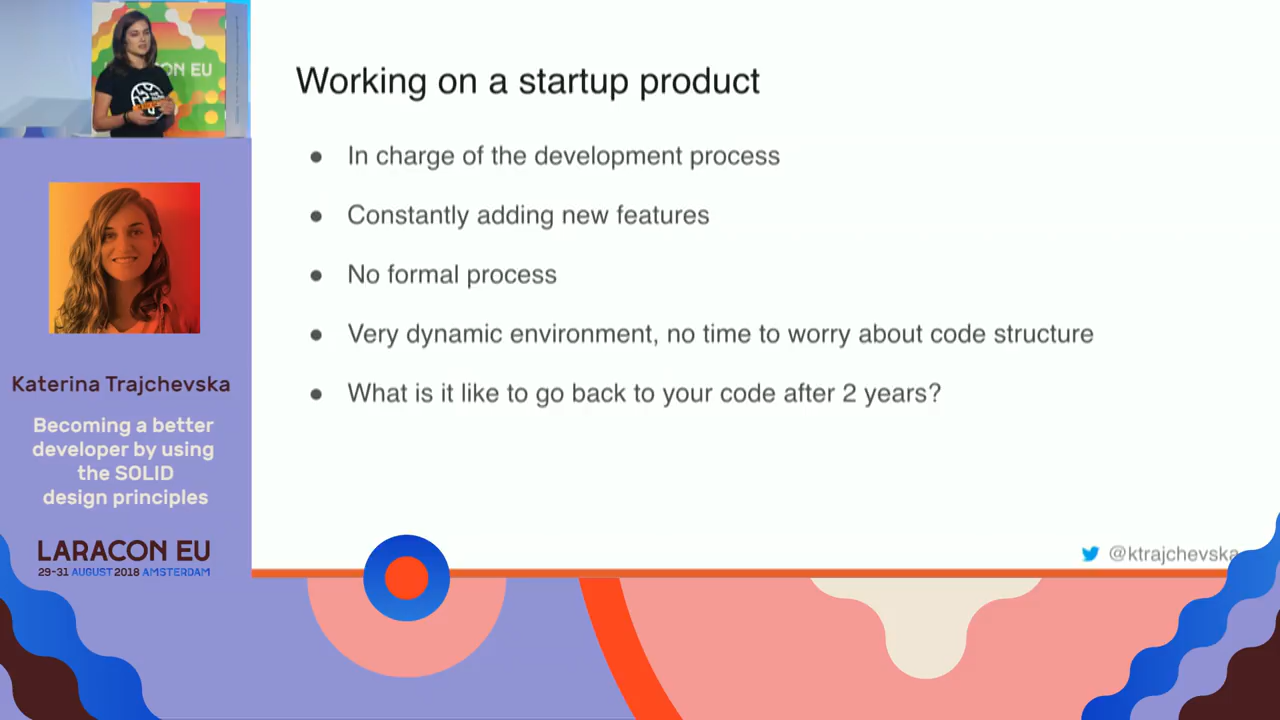 CON EU
Working on a startup product
● In charge of the development process
● Constantly adding new features
● No formal process
● Very dynamic environment, no time to worry about code structure
● What is it like to go back to your code after 2 years?
@ktrajchevska
Katerina Trajchevska
Becoming a better
developer by using
the SOLID
design principles
LARACON EU
29-31 AUGUST 2018 AMSTERDAM